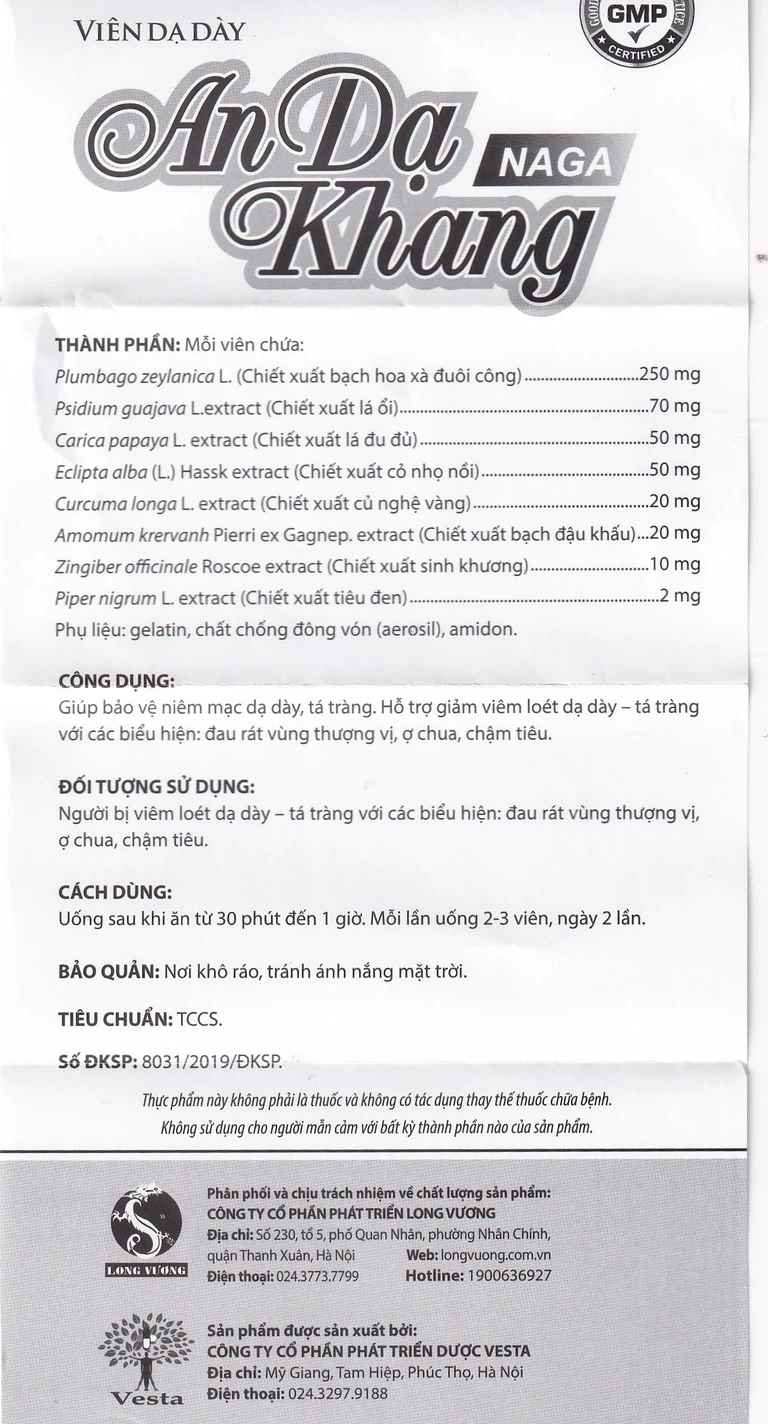 VIÊN DẠ DÀY
GOOD PRACTICE
GMP
CERTIFIED
An Dạ
NAGA
Khang
THÀNH PHẦN: Mỗi viên chứa:
Plumbago zeylanica L. (Chiết xuất bạch hoa xà đuôi công)............................250 mg
Psidium guajava L.extract (Chiết xuất lá ổi)..............................................................70 mg
Carica papaya L. extract (Chiết xuất lá đu đủ).........................................................50 mg
Eclipta alba (L.) Hassk extract (Chiết xuất cỏ nhọ nồi)..........................................50 mg
Curcuma longa L. extract (Chiết xuất củ nghệ vàng)............................................20 mg
Amomum krervanh Pierri ex Gagnep. extract (Chiết xuất bạch đậu khấu)...20 mg
Zingiber officinale Roscoe extract (Chiết xuất sinh khương).............................10 mg
Piper nigrum L. extract (Chiết xuất tiêu đen)..............................................................2 mg
Phụ liệu: gelatin, chất chống đông vón (aerosil), amidon.
CÔNG DỤNG:
Giúp bảo vệ niêm mạc dạ dày, tá tràng. Hỗ trợ giảm viêm loét dạ dày – tá tràng
với các biểu hiện: đau rát vùng thượng vị, ợ chua, chậm tiêu.
ĐỐI TƯỢNG SỬ DỤNG:
Người bị viêm loét dạ dày – tá tràng với các biểu hiện: đau rát vùng thượng vị,
ợ chua, chậm tiêu.
CÁCH DÙNG:
Uống sau khi ăn từ 30 phút đến 1 giờ. Mỗi lần uống 2-3 viên, ngày 2 lần.
BẢO QUẢN: Nơi khô ráo, tránh ánh nắng mặt trời.
TIÊU CHUẨN: TCCS.
Số ĐKSP: 8031/2019/ĐKSP.
Thực phẩm này không phải là thuốc và không có tác dụng thay thế thuốc chữa bệnh.
Không sử dụng cho người mẫn cảm với bất kỳ thành phần nào của sản phẩm.
Phân phối và chịu trách nhiệm về chất lượng sản phẩm:
CÔNG TY CỔ PHẦN PHÁT TRIỂN LONG VƯƠNG
Địa chỉ: Số 230, tổ 5, phố Quan Nhân, phường Nhân Chính,
quận Thanh Xuân, Hà Nội Web: longvuong.com.vn
LONG VƯƠNG
Điện thoại: 024.3773.7799 Hotline: 1900636927
Sản phẩm được sản xuất bởi:
CÔNG TY CỔ PHẦN PHÁT TRIỂN DƯỢC VESTA
Địa chỉ: Mỹ Giang, Tam Hiệp, Phúc Thọ, Hà Nội
Vesta
Điện thoại: 024.3297.9188